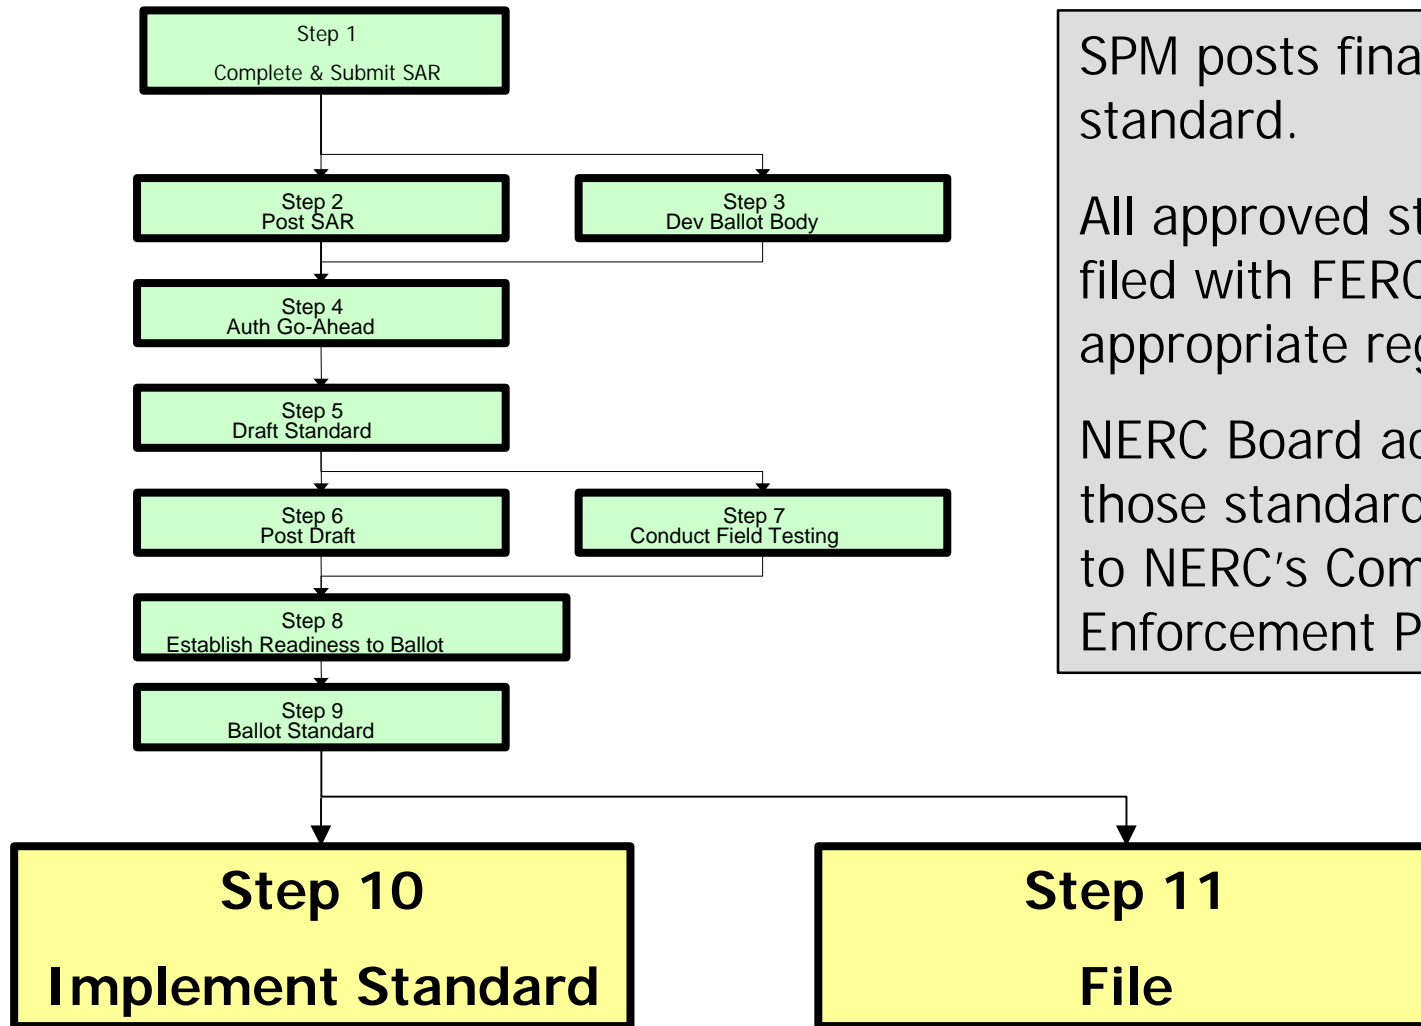 Step 1
Complete & Submit SAR
Step 2
Post SAR
Step 3
Dev Ballot Body
Step 4
Auth Go-Ahead
Step 5
Draft Standard
Step 6
Post Draft
Step 7
Conduct Field Testing
Step 8
Establish Readiness to Ballot
Step 9
Ballot Standard
Step 10
Implement Standard
Step 11
File
SPM posts fina
standard.
All approved st
filed with FERC
appropriate reg
NERC Board ad
those standard
to NERC's Com
Enforcement P